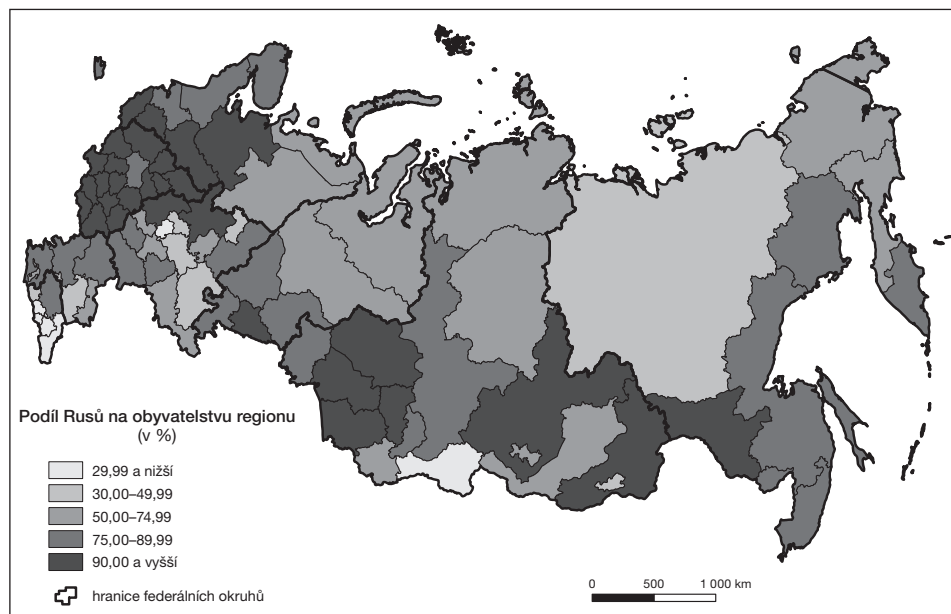 Podíl Rusů na obyvatelstvu regionu
(v %)
29,99 a nižší
30,00–49,99
50,00–74,99
75,00–89,99
90,00 a vyšší
hranice federálních okruhů
0 500 1 000 km